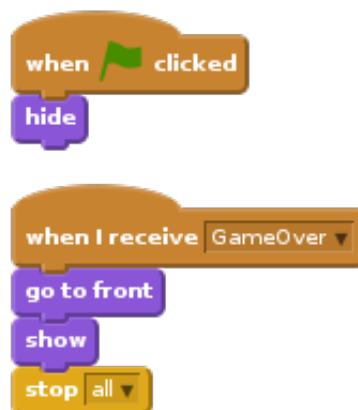 when clicked
hide
when I receive GameOver
go to front
show
stop all